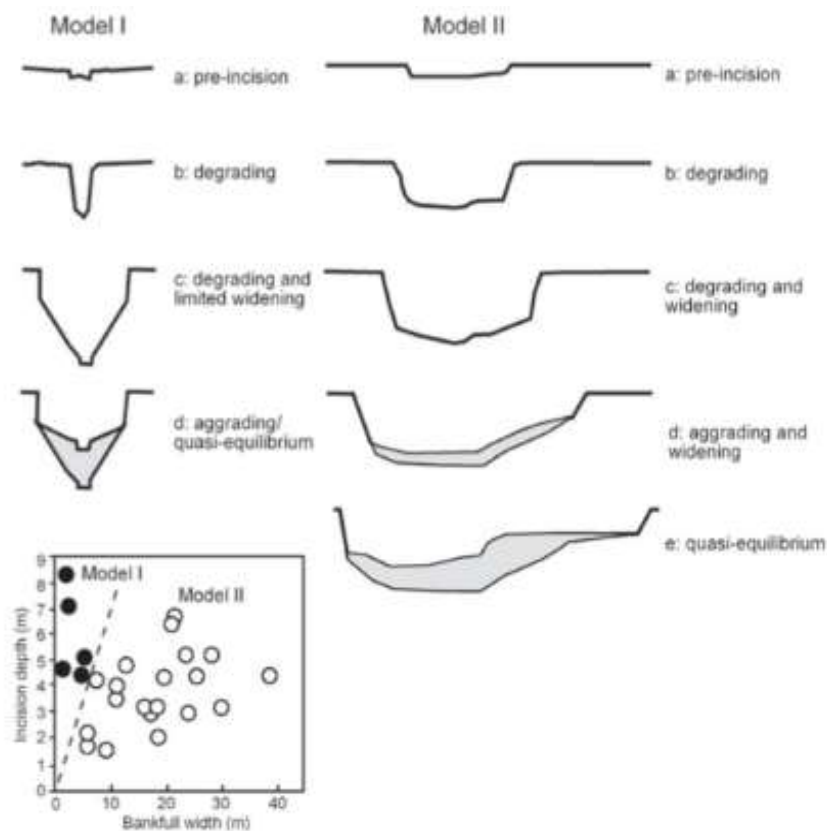 Model I
a: pre-incision
b: degrading
c: degrading and
limited widening
d: aggrading/
quasi-equilibrium
Model II
a: pre-incision
b: degrading
c: degrading and
widening
d: aggrading and
widening
e: quasi-equilibrium
Incision depth (m)
9
8
7
6
5
4
3
2
1
0
Model I
Model II
0 10 20 30 40
Bankfull width (m)